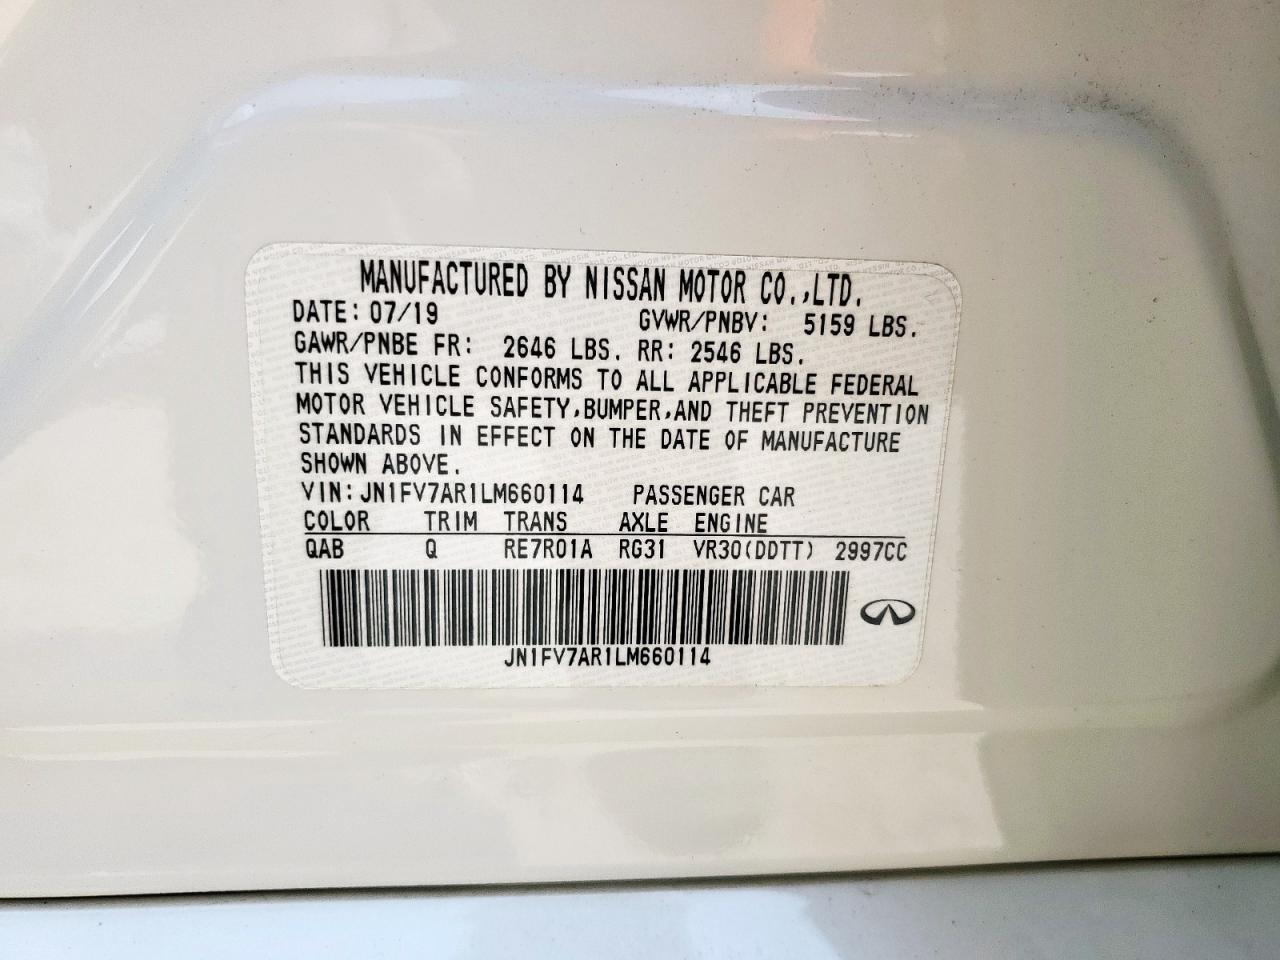 MANUFACTURED BY NISSAN MOTOR CO.,LTD.
DATE: 07/19 GVWR/PNBV: 5159 LBS.
GAWR/PNBE FR: 2646 LBS. RR: 2546 LBS.
THIS VEHICLE CONFORMS TO ALL APPLICABLE FEDERAL
MOTOR VEHICLE SAFETY,BUMPER,AND THEFT PREVENTION
STANDARDS IN EFFECT ON THE DATE OF MANUFACTURE
SHOWN ABOVE.
VIN: JN1FV7AR1LM660114 PASSENGER CAR
COLOR TRIM TRANS AXLE ENGINE
QAB Q RE7R01A RG31 VR30(DDTT) 2997CC
JN1FV7AR1LM660114